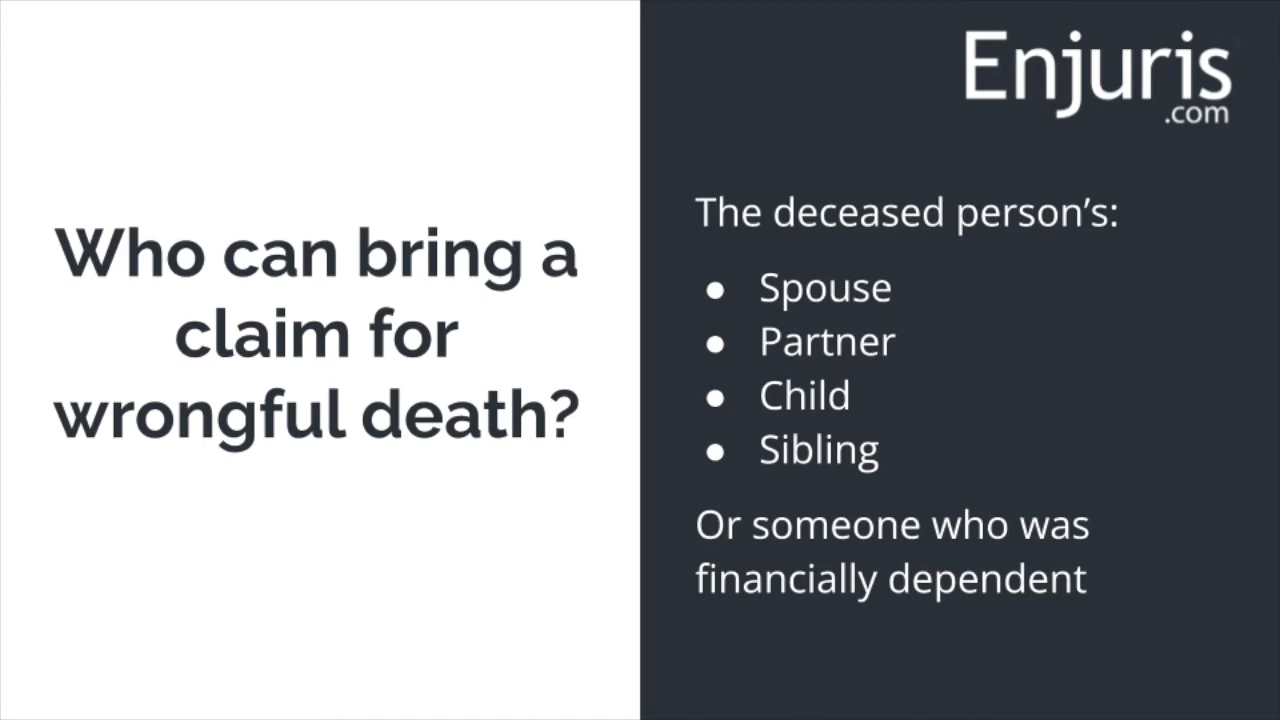 Who can bring a
claim for
wrongful death?
Enjuris
.com
The deceased person’s:
● Spouse
● Partner
● Child
● Sibling
Or someone who was
financially dependent